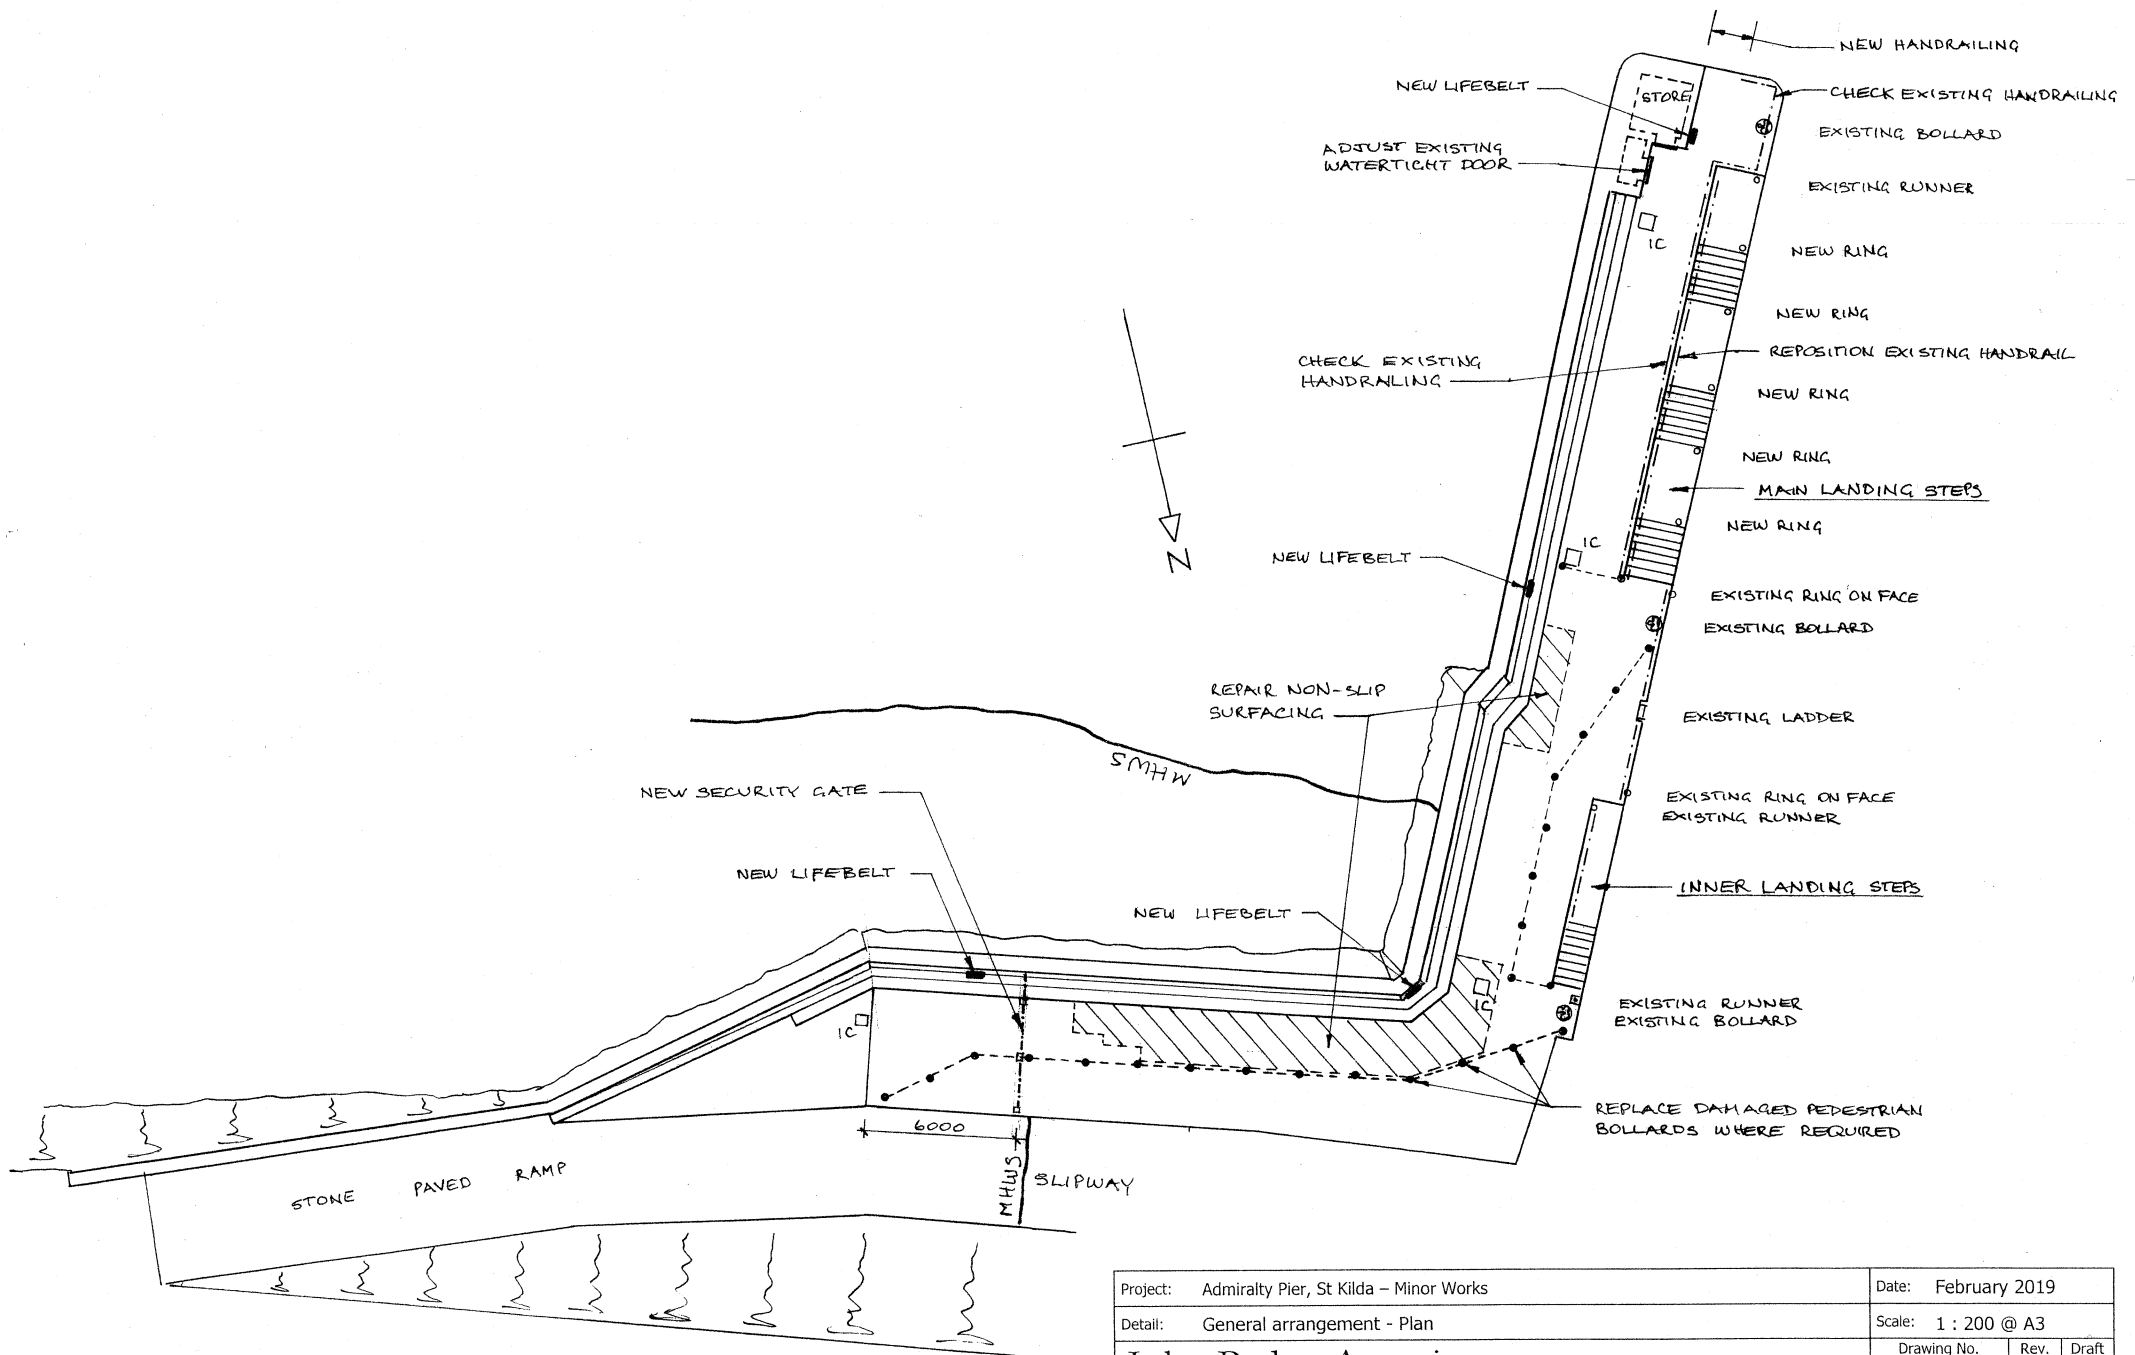 NEW HANDRAILING
NEW LIFEBELT
STORE
CHECK EXISTING HANDRAILING
EXISTING BOLLARD
ADJUST EXISTING
WATERTIGHT DOOR
EXISTING RUNNER
IC
NEW RING
NEW RING
REPOSITION EXISTING HANDRAIL
CHECK EXISTING
HANDRAILING
NEW RING
NEW RING
MAIN LANDING STEPS
NEW RING
N
IC
NEW LIFEBELT
EXISTING RING ON FACE
EXISTING BOLLARD
REPAIR NON-SLIP
SURFACING
EXISTING LADDER
MHWS
NEW SECURITY GATE
EXISTING RING ON FACE
EXISTING RUNNER
NEW LIFEBELT
INNER LANDING STEPS
NEW LIFEBELT
IC
IC
EXISTING RUNNER
EXISTING BOLLARD
REPLACE DAMAGED PEDESTRIAN
BOLLARDS WHERE REQUIRED
6000
MHWS
SLIPWAY
STONE PAVED RAMP
Project: Admiralty Pier, St Kilda – Minor Works
Date: February 2019
Detail: General arrangement - Plan
Scale: 1 : 200 @ A3
Drawing No. Rev. Draft